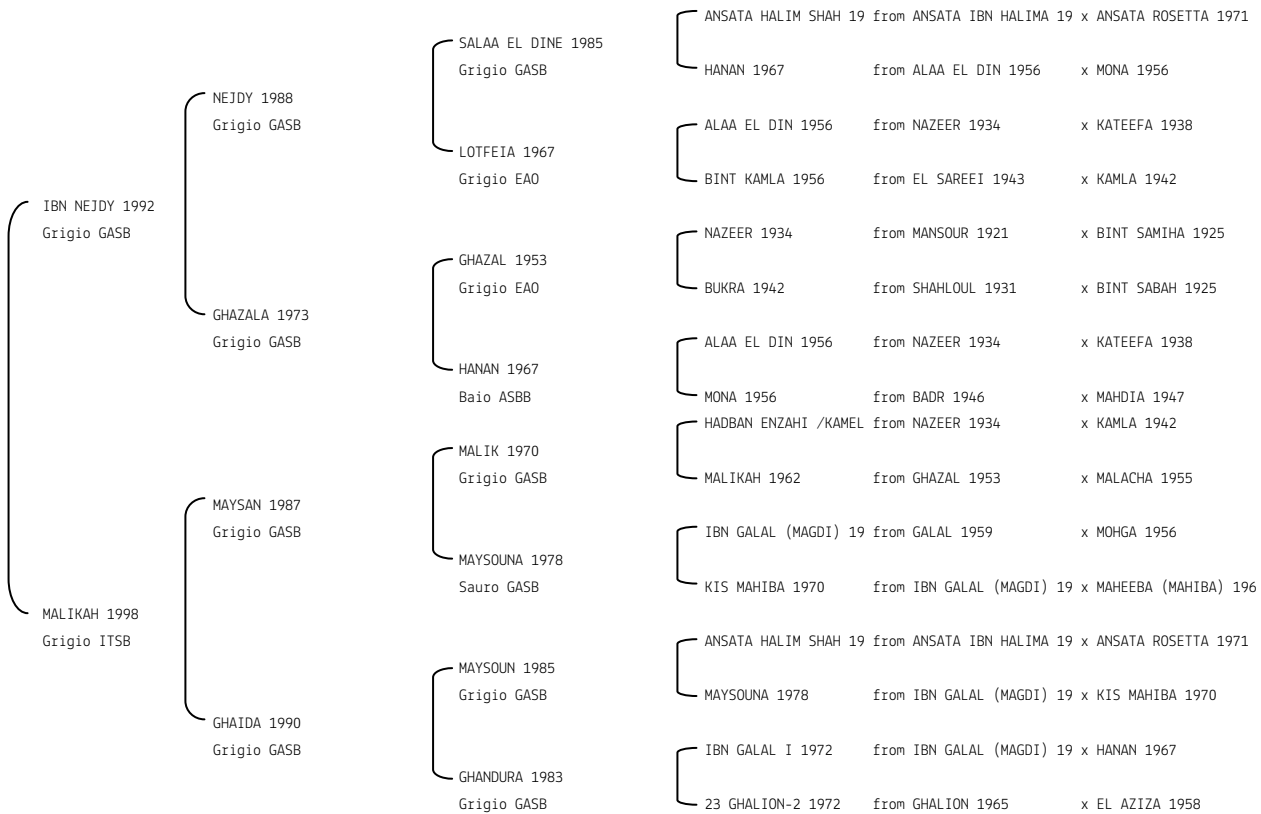 ANSATA HALIM SHAH 19 from ANSATA IBN HALIMA 19 x ANSATA ROSETTA 1971
SALAA EL DINE 1985
Grigio GASB
HANAN 1967 from ALAA EL DIN 1956 x MONA 1956
NEJDY 1988
Grigio GASB
ALAA EL DIN 1956 from NAZEER 1934 x KATEEFA 1938
LOTFEIA 1967
Grigio EAO
BINT KAMLA 1956 from EL SAREEI 1943 x KAMLA 1942
IBN NEJDY 1992
Grigio GASB
NAZEER 1934 from MANSOUR 1921 x BINT SAMIHA 1925
GHAZAL 1953
Grigio EAO
BUKRA 1942 from SHAHLOUL 1931 x BINT SABAH 1925
GHAZALA 1973
Grigio GASB
ALAA EL DIN 1956 from NAZEER 1934 x KATEEFA 1938
HANAN 1967
Baio ASBB
MONA 1956 from BADR 1946 x MAHDIA 1947
HADBAN ENZAHI /KAMEL from NAZEER 1934 x KAMLA 1942
MALIK 1970
Grigio GASB
MALIKAH 1962 from GHAZAL 1953 x MALACHA 1955
MAYSAN 1987
Grigio GASB
IBN GALAL (MAGDI) 19 from GALAL 1959 x MOHGA 1956
MAYSOUNA 1978
Sauro GASB
KIS MAHIBA 1970 from IBN GALAL (MAGDI) 19 x MAHEEBA (MAHIBA) 196
MALIKAH 1998
Grigio ITSB
ANSATA HALIM SHAH 19 from ANSATA IBN HALIMA 19 x ANSATA ROSETTA 1971
MAYSOUN 1985
Grigio GASB
MAYSOUNA 1978 from IBN GALAL (MAGDI) 19 x KIS MAHIBA 1970
GHAIDA 1990
Grigio GASB
IBN GALAL I 1972 from IBN GALAL (MAGDI) 19 x HANAN 1967
GHANDURA 1983
Grigio GASB
23 GHALION-2 1972 from GHALION 1965 x EL AZIZA 1958